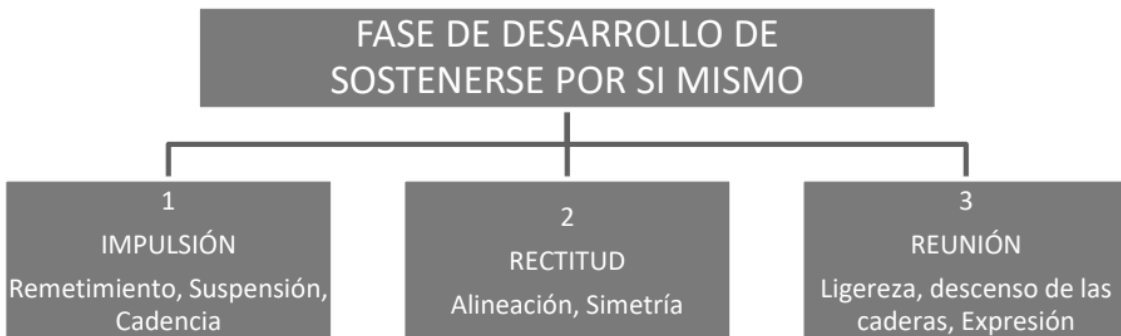 FASE DE DESARROLLO DE
SOSTENERSE POR SI MISMO
1
IMPULSIÓN
Remetimiento, Suspensión,
Cadencia
2
RECTITUD
Alineación, Simetría
3
REUNIÓN
Ligereza, descenso de las
caderas, Expresión